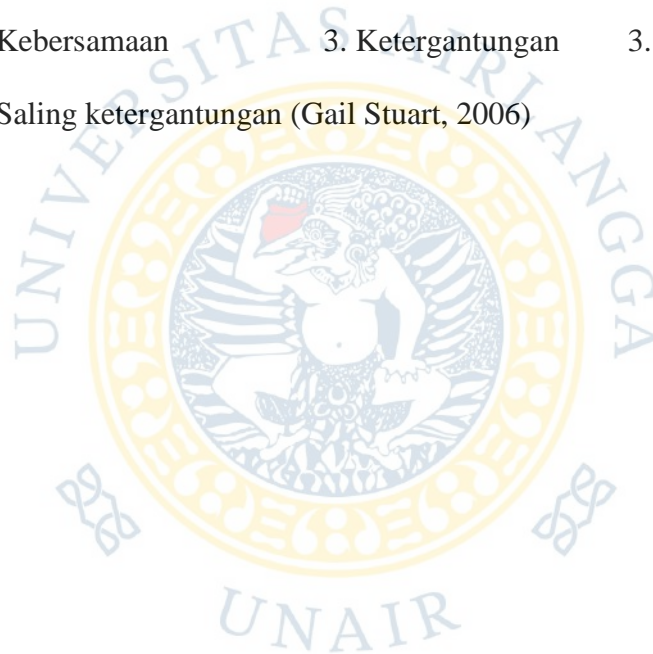 Kebersamaan 3. Ketergantungan 3.
Saling ketergantungan (Gail Stuart, 2006)
UNIVERSITAS AIRLANGGA
UNAIR